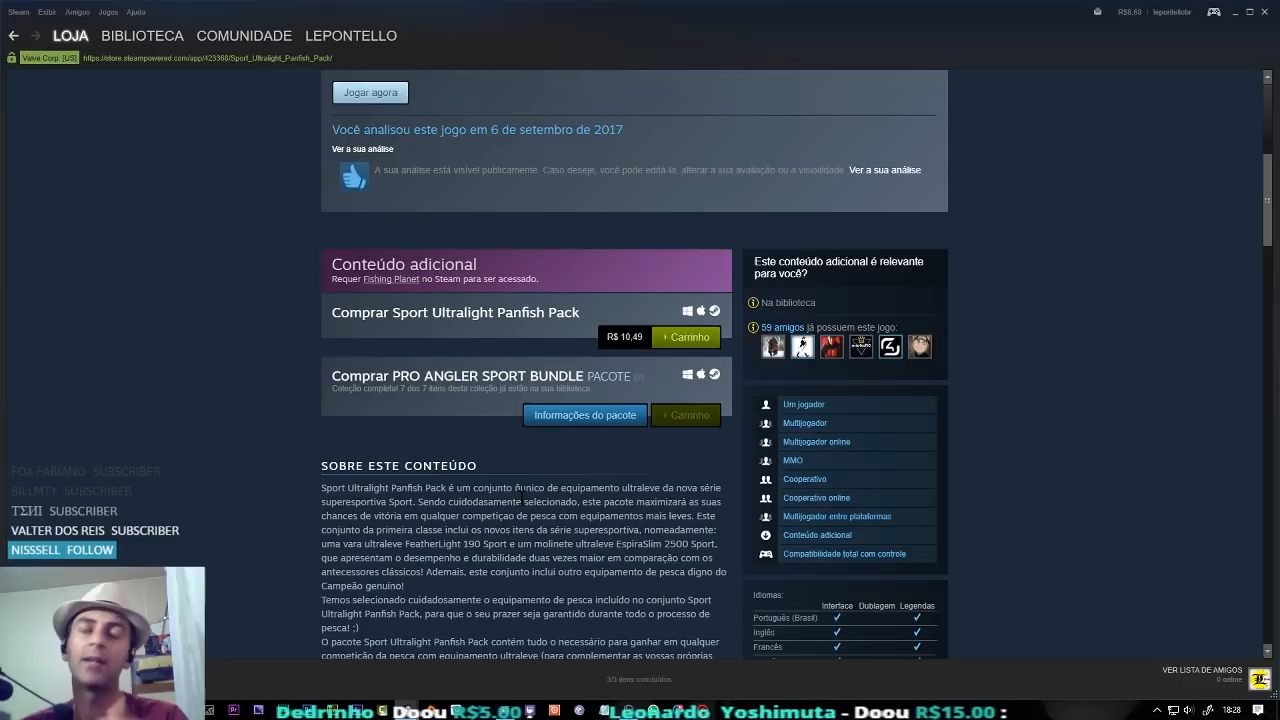 Steam Exibir Amigos Jogos Ajuda
R$6,68 lepontellobr
LOJA BIBLIOTECA COMUNIDADE LEPONTELLO
Valve Corp. [US] https://store.steampowered.com/app/423368/Sport_Ultralight_Panfish_Pack/
Jogar agora
Você analisou este jogo em 6 de setembro de 2017
Ver a sua análise
A sua análise está visível publicamente. Caso deseje, você pode editá-la, alterar a sua avaliação ou a visibilidade. Ver a sua análise
Conteúdo adicional
Requer Fishing Planet no Steam para ser acessado.
Comprar Sport Ultralight Panfish Pack
R$ 10,49 + Carrinho
Comprar PRO ANGLER SPORT BUNDLE PACOTE (?)
Coleção completa! 7 dos 7 itens desta coleção já estão na sua biblioteca
Informações do pacote + Carrinho
SOBRE ESTE CONTEÚDO
Sport Ultralight Panfish Pack é um conjunto ñunico de equipamento ultraleve da nova série
superesportiva Sport. Sendo cuidodasamente selecionado, este pacote maximizará as suas
chances de vitória em qualquer competiçao de pesca com equipamentos mais leves. Este
conjunto da primeira classe inclui os novos itens da série superesportiva, nomeadamente:
uma vara ultraleve FeatherLight 190 Sport e um molinete ultraleve EspiraSlim 2500 Sport,
que apresentam o desempenho e durabilidade duas vezes maior em comparação com os
antecessores clássicos! Ademais, este conjunto inclui outro equipamento de pesca digno do
Campeão genuíno!
Temos selecionado cuidosamente o equipamento de pesca incluído no conjunto Sport
Ultralight Panfish Pack, para que o seu prazer seja garantido durante todo o processo de
pesca! ;)
O pacote Sport Ultralight Panfish Pack contém tudo o necessário para ganhar em qualquer
competição da pesca com equipamento ultraleve (para complementar as vossas próprias
Este conteúdo adicional é relevante
para você?
Na biblioteca
59 amigos já possuem este jogo:
Um jogador
Multijogador
Multijogador online
MMO
Cooperativo
Cooperativo online
Multijogador entre plataformas
Conteúdo adicional
Compatibilidade total com controle
Idiomas:
Interface Dublagem Legendas
Português (Brasil)
Inglês
Francês
FOX FABIANO SUBSCRIBER
BILLMTY SUBSCRIBER
SUBSCRIBER
VALTER DOS REIS SUBSCRIBER
NISSSELL FOLLOW
3/3 itens concluídos
VER LISTA DE AMIGOS
0 online
18:28
Dedrinho - Doou R$5.00 : Leonardo Yoshimuta - Doou R$15.00 :